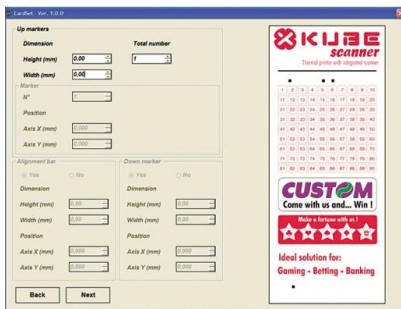 CardSet - Ver. 1.0.0
Up markers
Dimension
Total number
Height (mm)
0,00
1
Width (mm)
0,00
Marker
N°
1
Position
Axis X (mm)
0,000
Axis Y (mm)
0,000
Alignment bar
Yes
No
Dimension
Height (mm)
0,00
Width (mm)
0,00
Position
Axis X (mm)
0,000
Axis Y (mm)
0,000
Down marker
Yes
No
Dimension
Height (mm)
0,00
Width (mm)
0,00
Position
Axis X (mm)
0,000
Axis Y (mm)
0,000
Back
Next
KUBE
scanner
Thermal printer with integrated scanner
1 2 3 4 5 6 7 8 9 10
11 12 13 14 15 16 17 18 19 20
21 22 23 24 25 26 27 28 29 30
31 32 33 34 35 36 37 38 39 40
41 42 43 44 45 46 47 48 49 50
51 52 53 54 55 56 57 58 59 60
61 62 63 64 65 66 67 68 69 70
71 72 73 74 75 76 77 78 79 80
81 82 83 84 85 86 87 88 89 90
CUSTOM
Come with us and... Win !
Make a fortune with us !
Ideal solution for:
Gaming - Betting - Banking